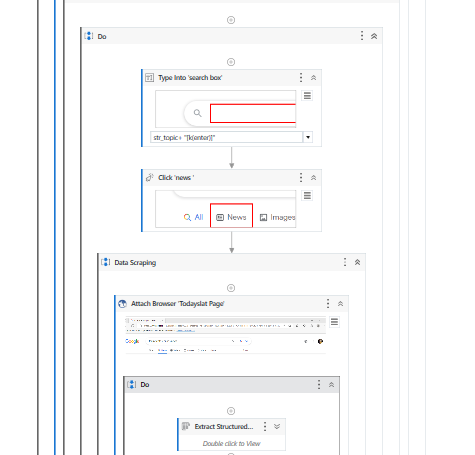 Do
Type Into 'search box'
str_topic+ "[k(enter)]"
Click 'news '
All
News
Images
Data Scraping
Attach Browser 'Todayslat Page'
Google
Do
Extract Structured...
Double click to View